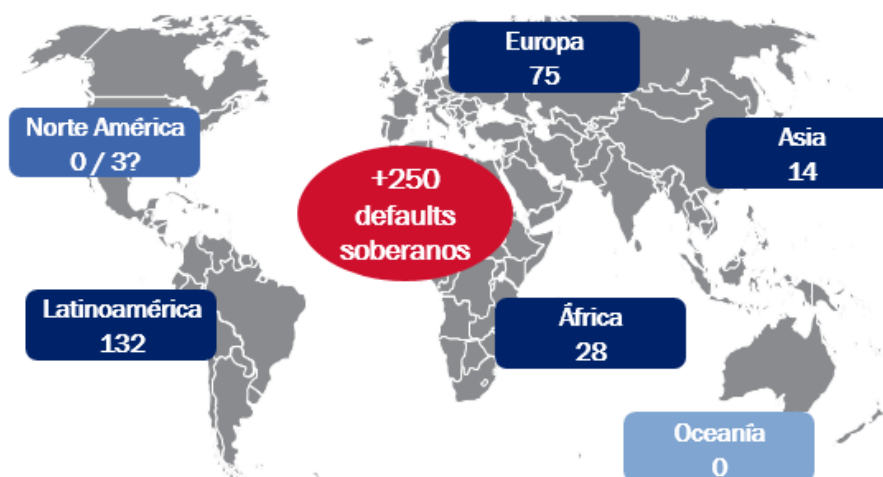 Europa
75
Norte América
0 / 3?
Asia
14
+250
defaults
soberanos
Latinoamérica
132
África
28
Oceanía
0